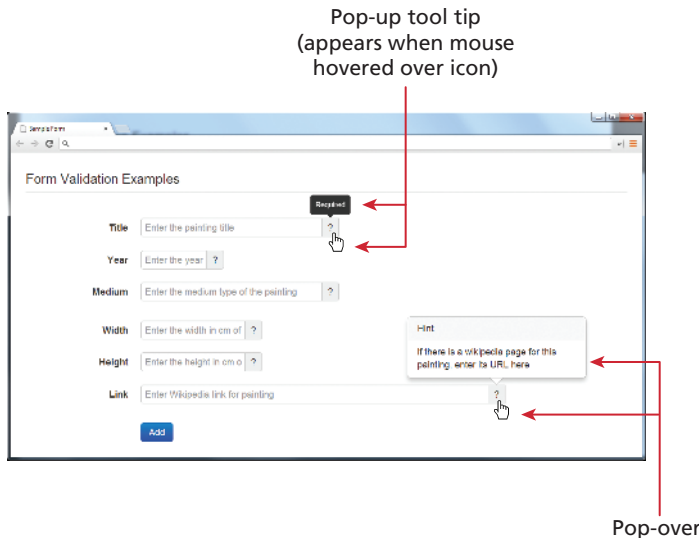 Pop-up tool tip
(appears when mouse
hovered over icon)
Sample Form
Form Validation Examples
Required
Title Enter the painting title ?
Year Enter the year ?
Medium Enter the medium type of the painting ?
Width Enter the width in cm of ?
Hint
Height Enter the height in cm o ?
If there is a wikipedia page for this
painting, enter its URL here
Link Enter Wikipedia link for painting ?
Add
Pop-over